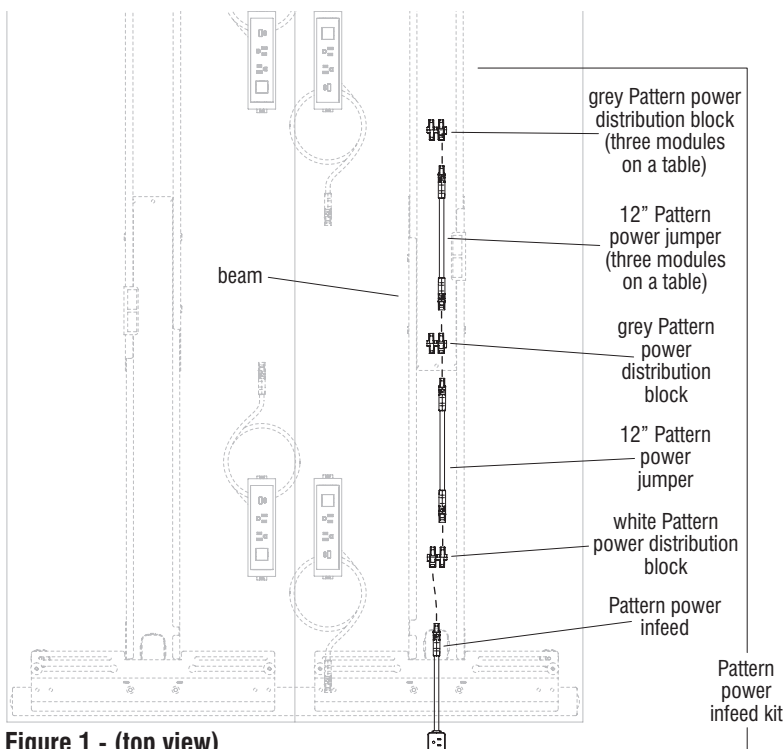 grey Pattern power
distribution block
(three modules
on a table)
12” Pattern
power jumper
(three modules
on a table)
beam
grey Pattern
power
distribution
block
12” Pattern
power
jumper
white Pattern
power distribution
block
Pattern power
infeed
Pattern
power
infeed kit
Figure 1 - (top view)